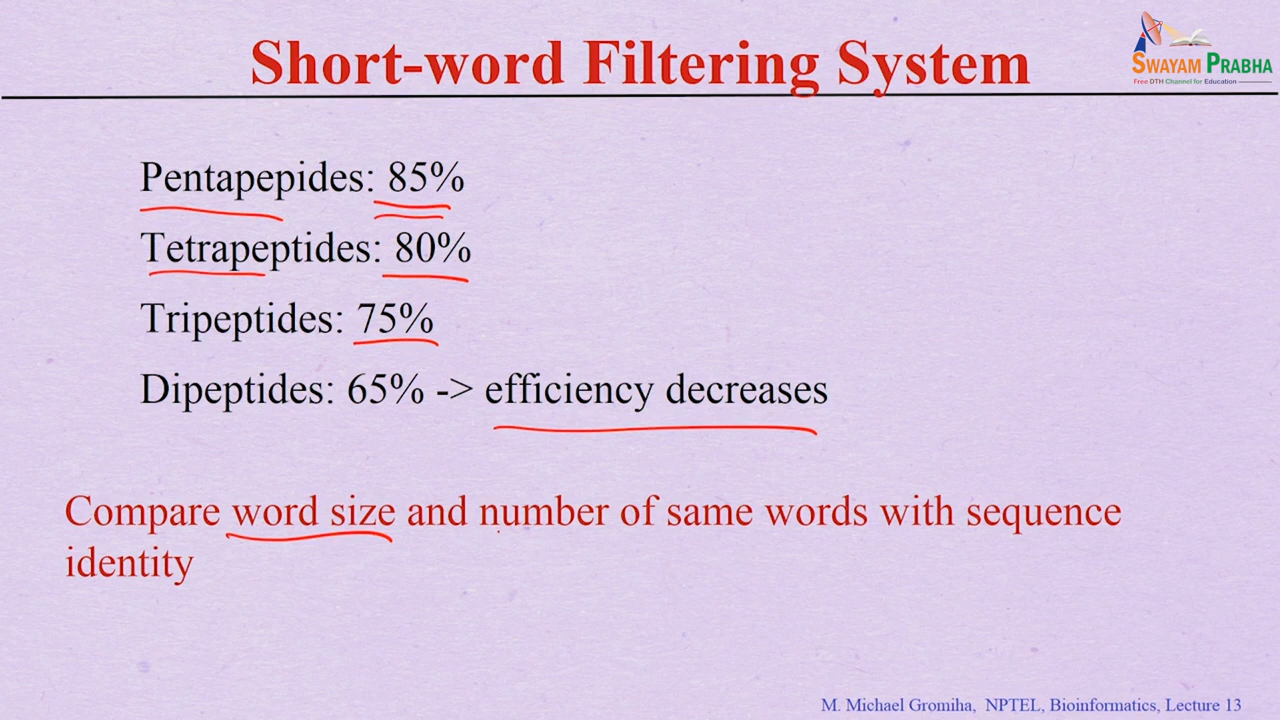 Short-word Filtering System
SWAYAM PRABHA
Free DTH Channel for Education
Pentapepides: 85%
Tetrapeptides: 80%
Tripeptides: 75%
Dipeptides: 65% -> efficiency decreases
Compare word size and number of same words with sequence
identity
M. Michael Gromiha, NPTEL, Bioinformatics, Lecture 13